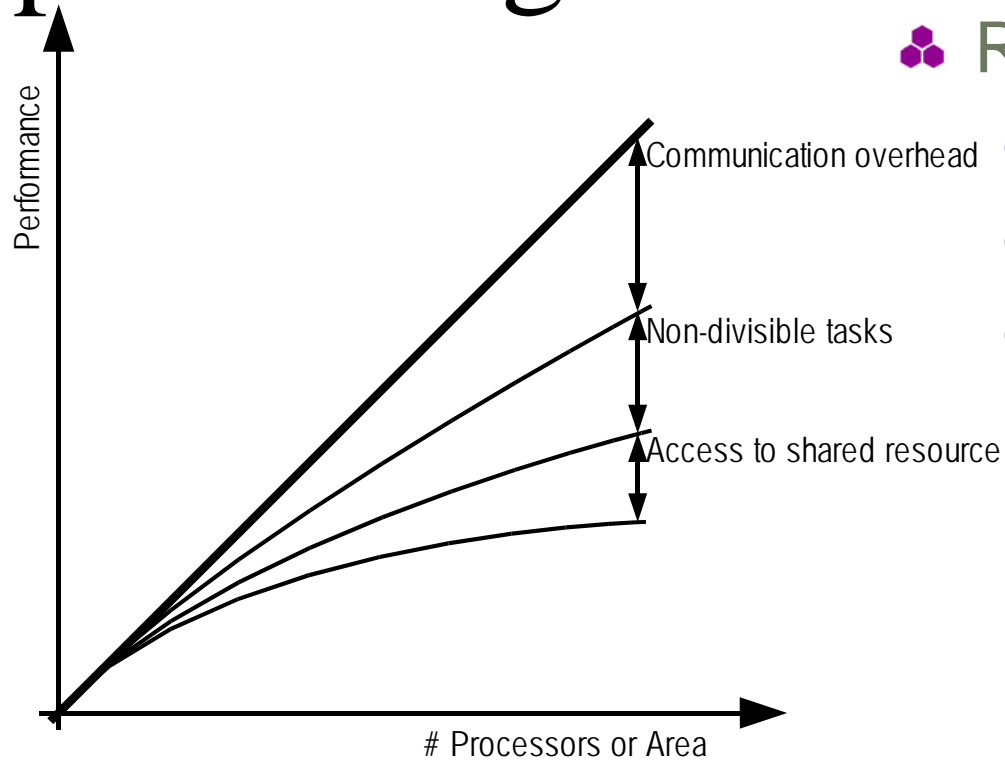 Performance
R
Communication overhead
Non-divisible tasks
Access to shared resource
# Processors or Area